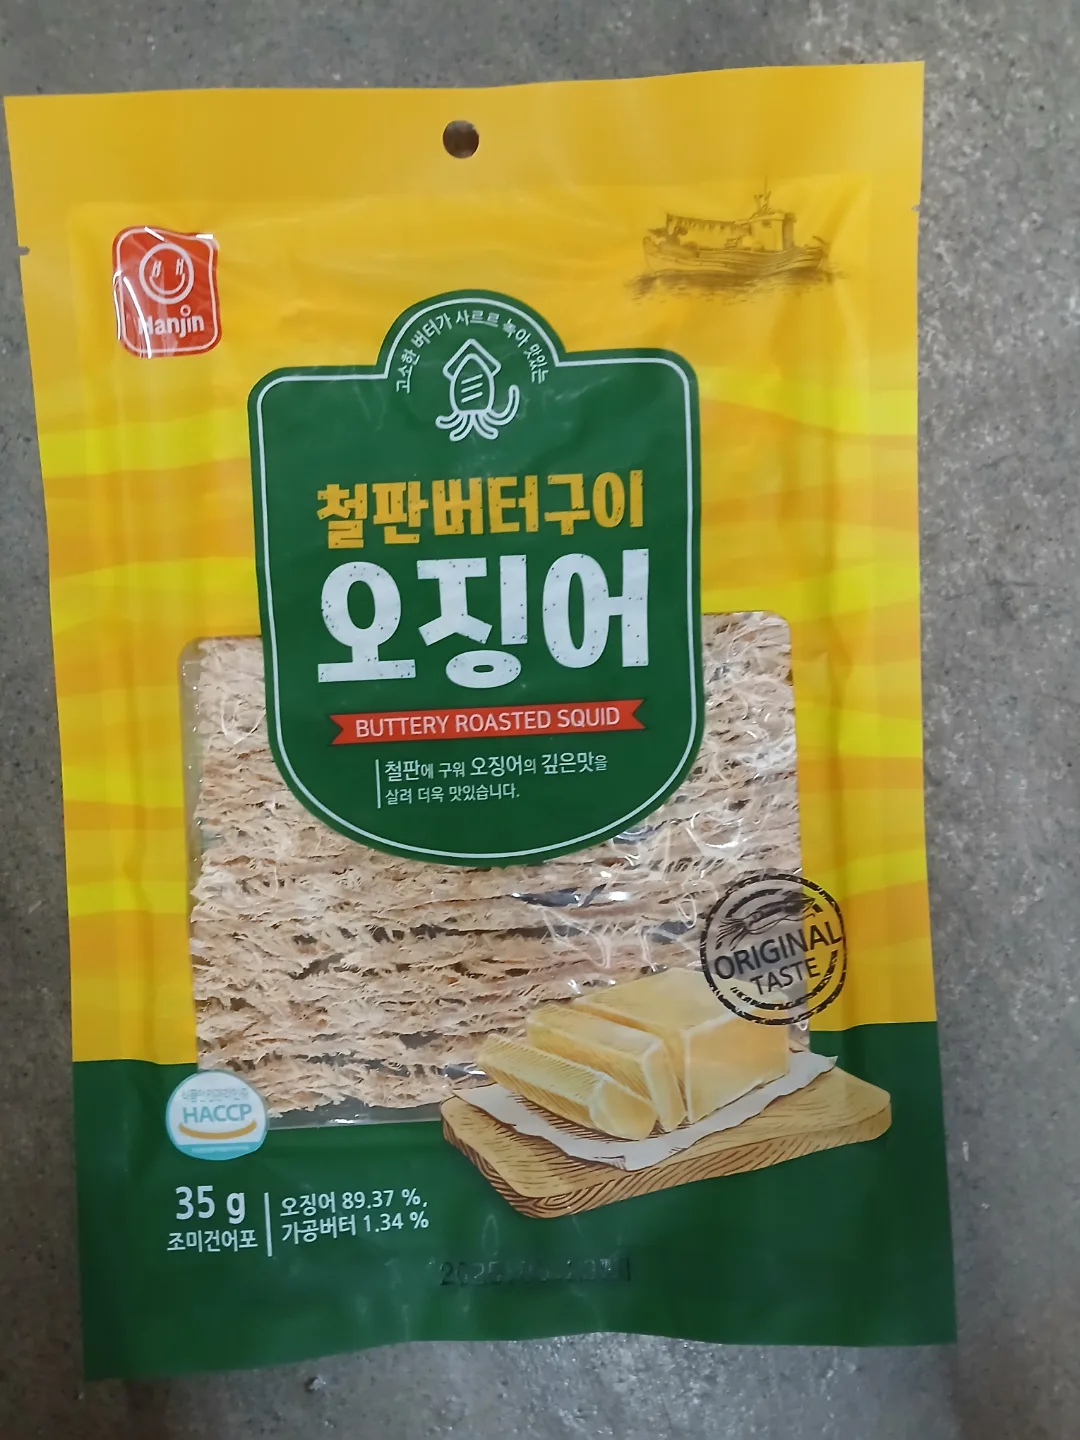 Hanjin
고소한 버터가 사르르 녹아 맛있는
철판버터구이
오징어
BUTTERY ROASTED SQUID
철판에 구워 오징어의 깊은맛을
살려 더욱 맛있습니다.
ORIGINAL
TASTE
HACCP
35 g
조미건어포
오징어 89.37 %,
가공버터 1.34 %